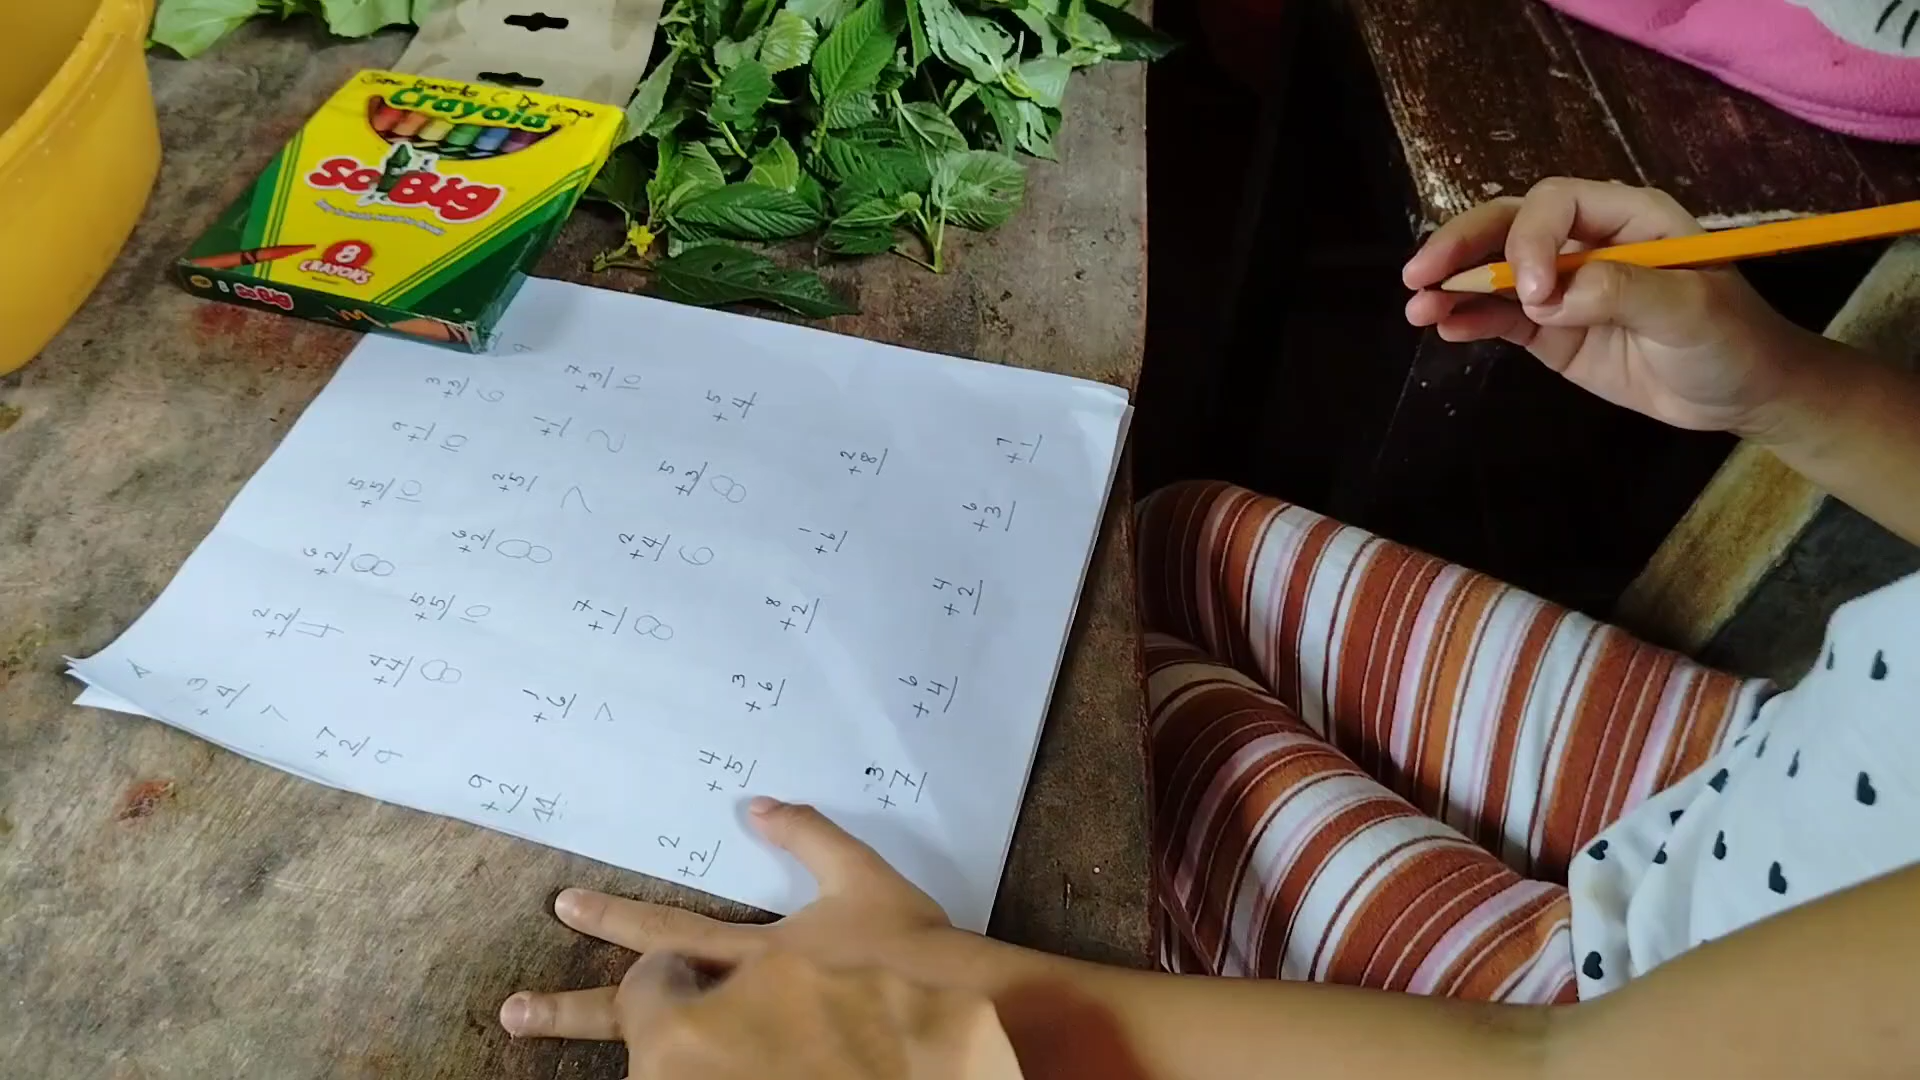 Crayola
So Big
8
CRAYONS
So Big
3 2 6 5 9 3
+4 +2 +2 +5 +1 +3
7 4 8 10 10 6
7 4 5 6 2 1 7
+2 +4 +5 +2 +5 +1 +3
9 8 10 8 7 2 10
9 1 7 2 5 5
+2 +6 +1 +4 +3 +4
11 7 8 6 8
2 4 3 8 1 2
+2 +5 +6 +2 +6 +8
3 6 4 6
+7 +4 +2 +3 +1